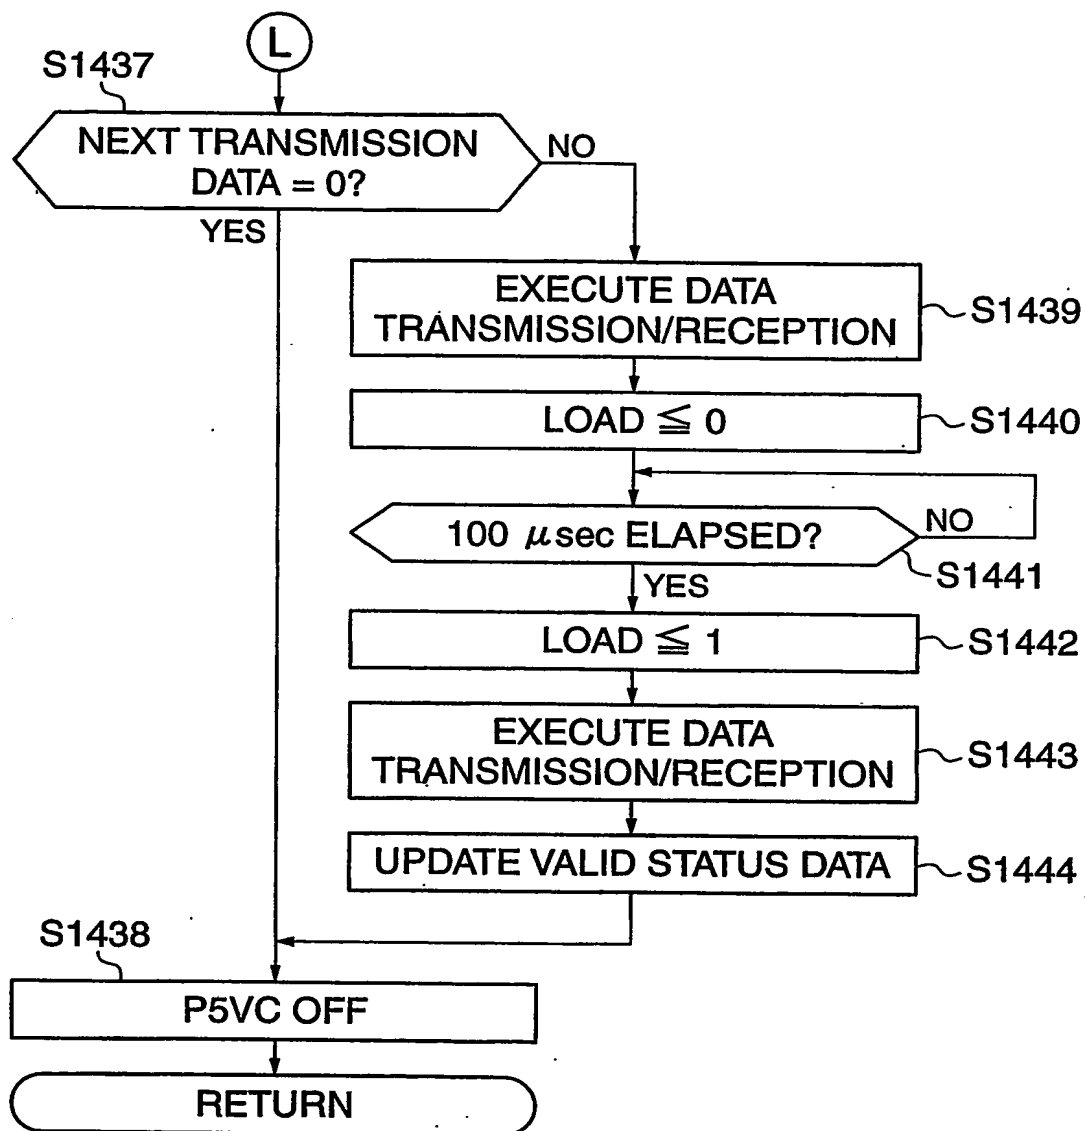 L
S1437
NEXT TRANSMISSION
DATA = 0?
NO
YES
EXECUTE DATA
TRANSMISSION/RECEPTION
S1439
LOAD ≦ 0
S1440
100 μsec ELAPSED?
NO
S1441
YES
LOAD ≦ 1
S1442
EXECUTE DATA
TRANSMISSION/RECEPTION
S1443
UPDATE VALID STATUS DATA
S1444
S1438
P5VC OFF
RETURN